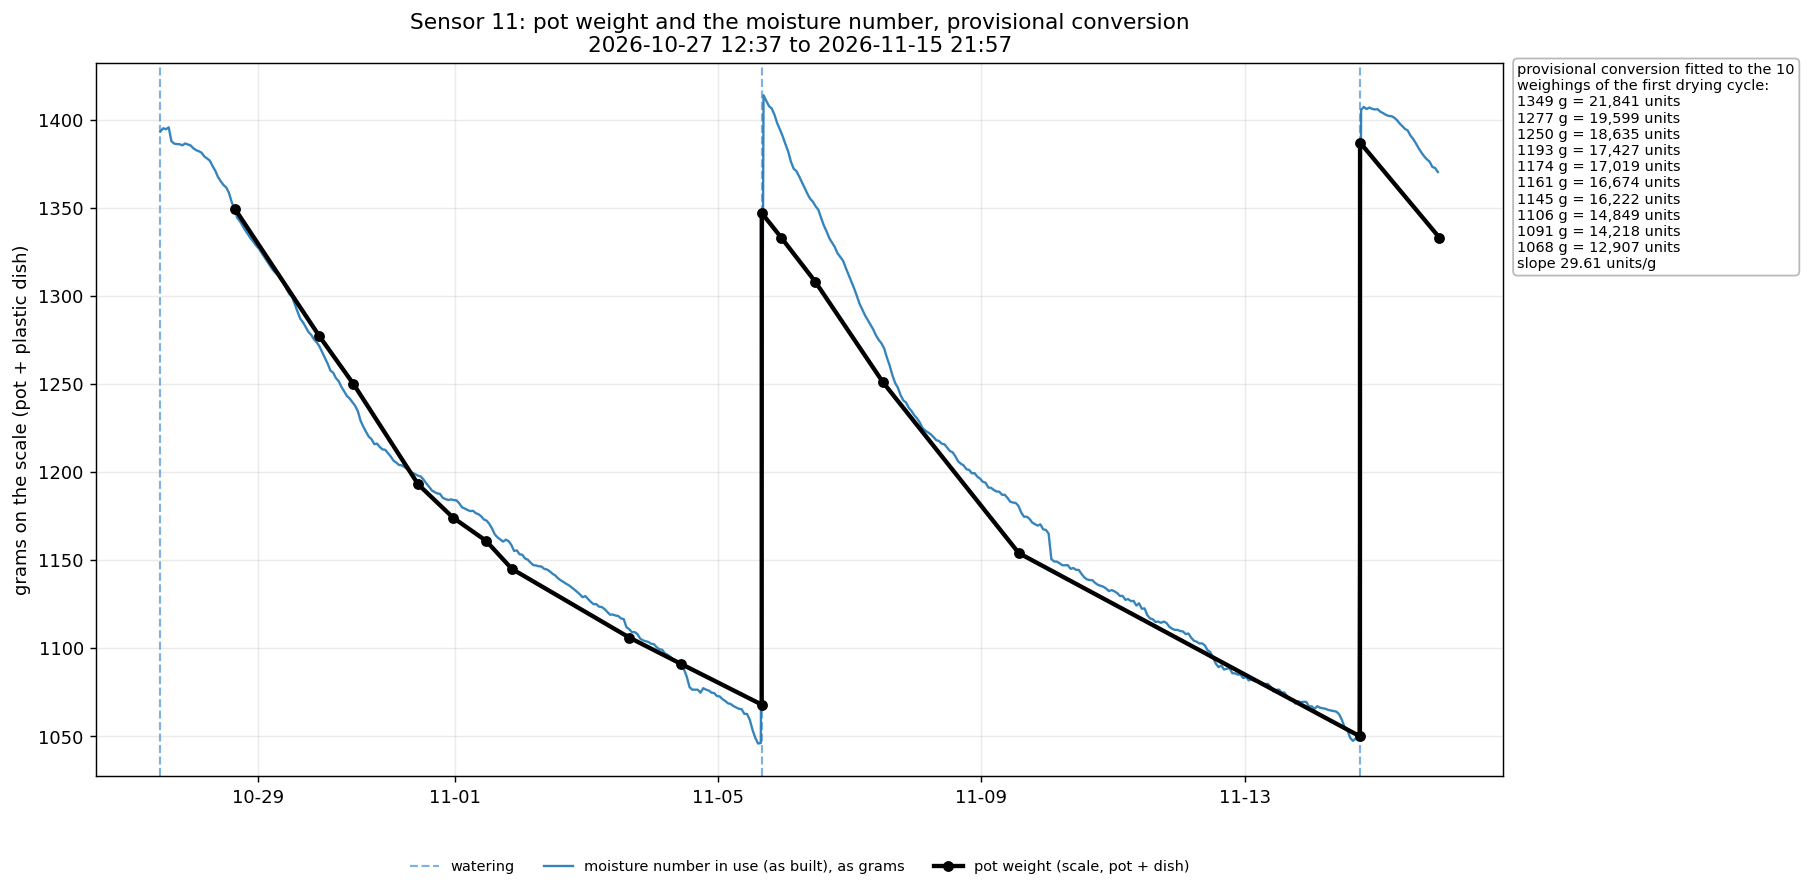 Sensor 11: pot weight and the moisture number, provisional conversion
2026-10-27 12:37 to 2026-11-15 21:57
provisional conversion fitted to the 10
weighings of the first drying cycle:
1349 g = 21,841 units
1277 g = 19,599 units
1250 g = 18,635 units
1193 g = 17,427 units
1174 g = 17,019 units
1161 g = 16,674 units
1145 g = 16,222 units
1106 g = 14,849 units
1091 g = 14,218 units
1068 g = 12,907 units
slope 29.61 units/g
grams on the scale (pot + plastic dish)
1400
1350
1300
1250
1200
1150
1100
1050
10-29
11-01
11-05
11-09
11-13
watering
moisture number in use (as built), as grams
pot weight (scale, pot + dish)